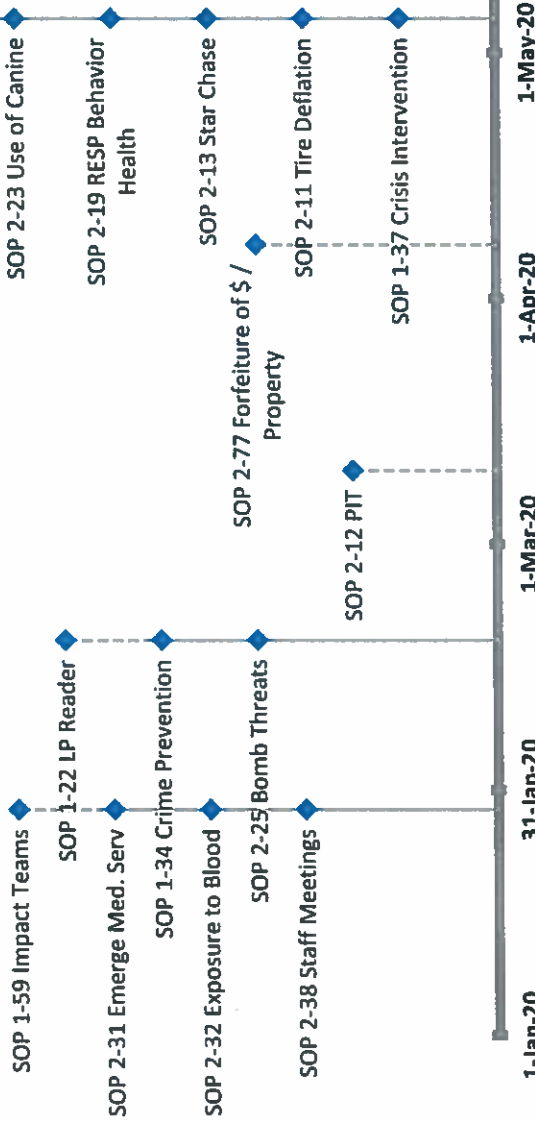 SOP 1-59 Impact Teams
SOP 1-22 LP Reader
SOP 2-31 Emerge Med. Serv
SOP 1-34 Crime Prevention
SOP 2-32 Exposure to Blood
SOP 2-25 Bomb Threats
SOP 2-38 Staff Meetings
SOP 2-12 PIT
SOP 2-77 Forfeiture of $ /
Property
SOP 2-23 Use of Canine
SOP 2-19 RESP Behavior
Health
SOP 2-13 Star Chase
SOP 2-11 Tire Deflation
SOP 1-37 Crisis Intervention
1-Jan-20
31-Jan-20
1-Mar-20
1-Apr-20
1-May-20